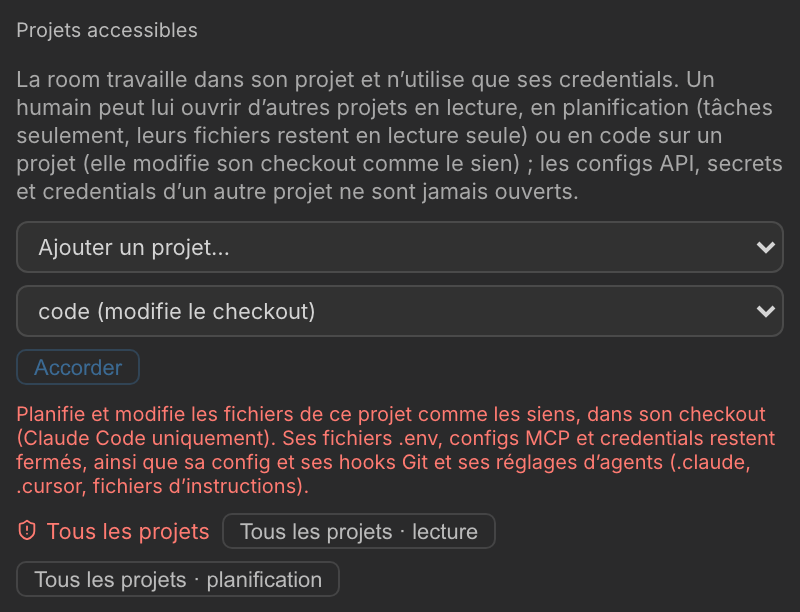 Projets accessibles
La room travaille dans son projet et n’utilise que ses credentials. Un
humain peut lui ouvrir d’autres projets en lecture, en planification (tâches
seulement, leurs fichiers restent en lecture seule) ou en code sur un
projet (elle modifie son checkout comme le sien) ; les configs API, secrets
et credentials d’un autre projet ne sont jamais ouverts.
Ajouter un projet...
code (modifie le checkout)
Accorder
Planifie et modifie les fichiers de ce projet comme les siens, dans son checkout
(Claude Code uniquement). Ses fichiers .env, configs MCP et credentials restent
fermés, ainsi que sa config et ses hooks Git et ses réglages d’agents (.claude,
.cursor, fichiers d’instructions).
Tous les projets Tous les projets · lecture
Tous les projets · planification